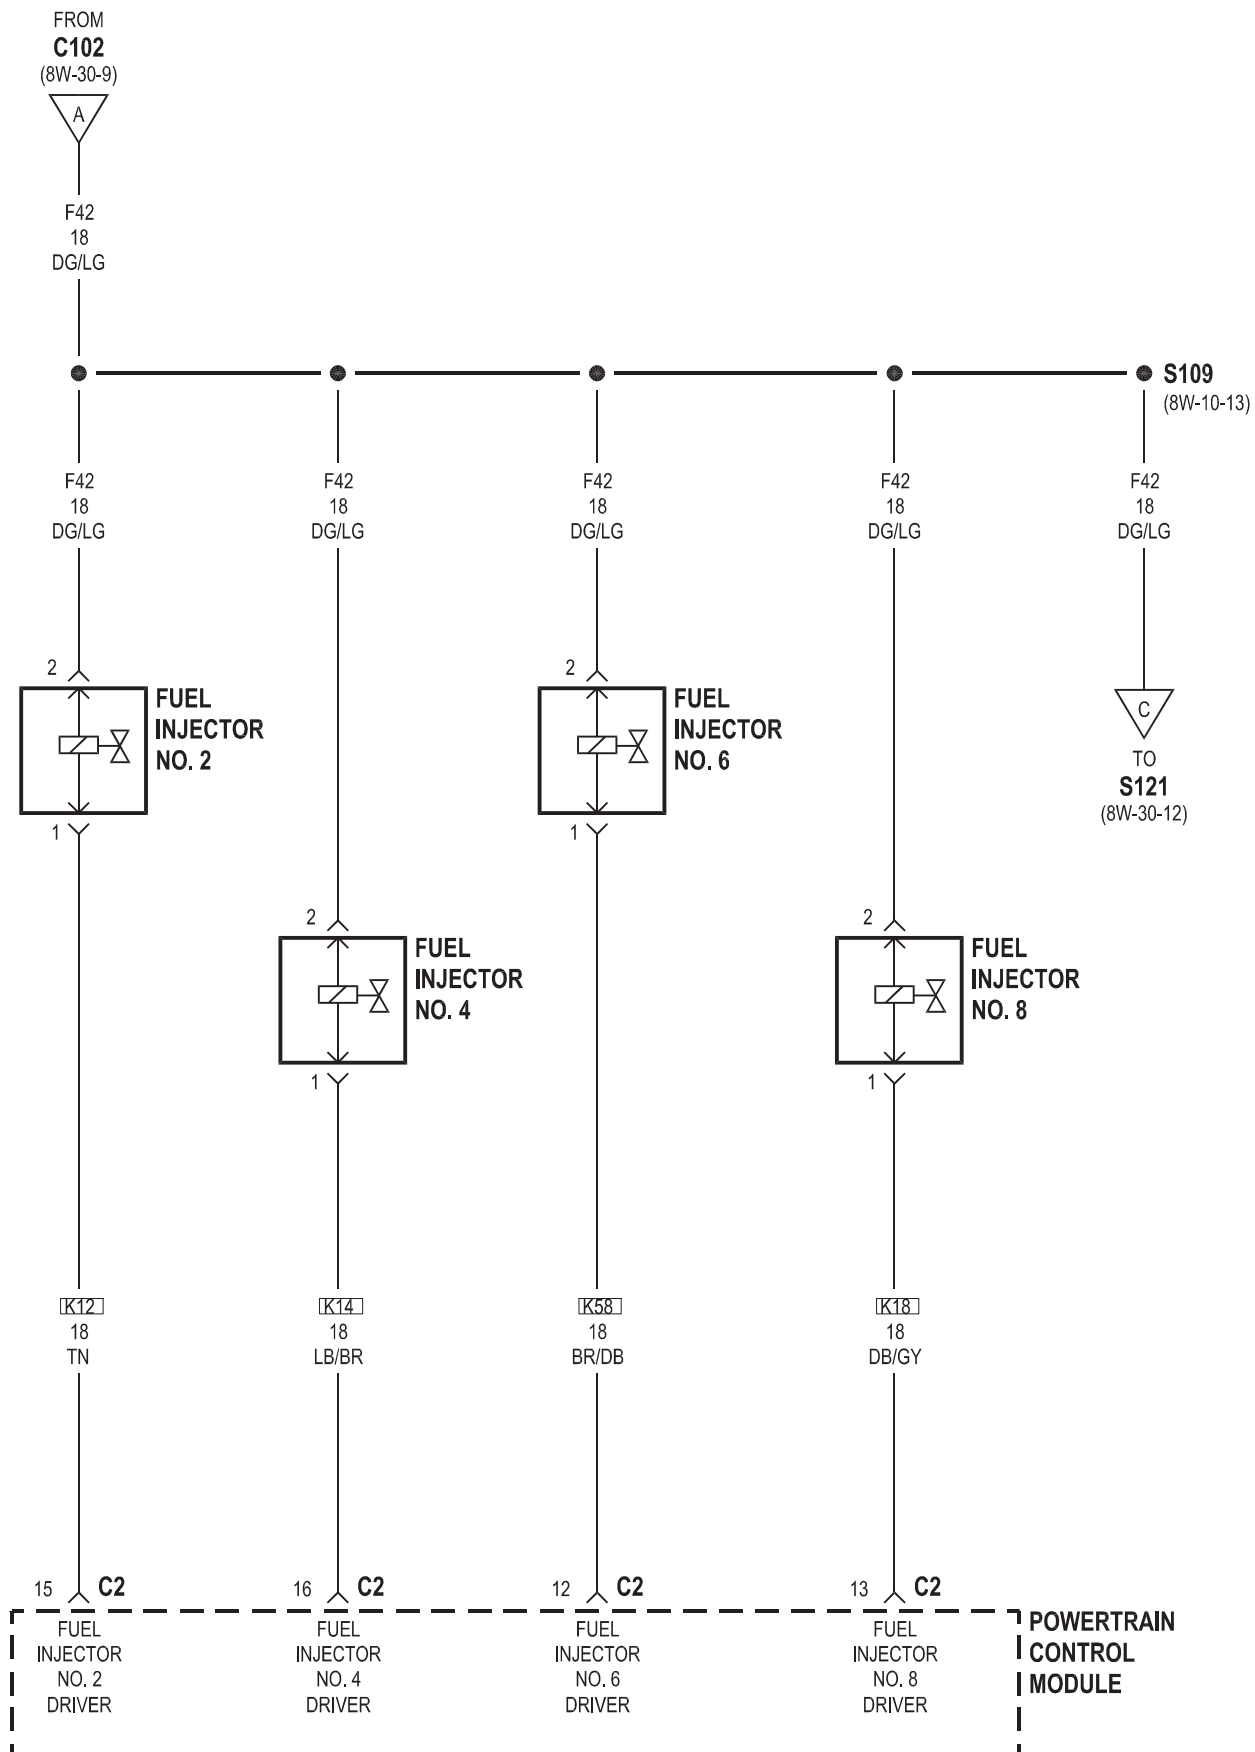 FROM
C102
(8W-30-9)
A
F42
18
DG/LG
S109
(8W-10-13)
F42
18
DG/LG
F42
18
DG/LG
F42
18
DG/LG
F42
18
DG/LG
F42
18
DG/LG
2
FUEL
INJECTOR
NO. 2
1
2
FUEL
INJECTOR
NO. 6
1
C
TO
S121
(8W-30-12)
2
FUEL
INJECTOR
NO. 4
1
2
FUEL
INJECTOR
NO. 8
1
K12
18
TN
K14
18
LB/BR
K58
18
BR/DB
K18
18
DB/GY
15 C2
16 C2
12 C2
13 C2
FUEL
INJECTOR
NO. 2
DRIVER
FUEL
INJECTOR
NO. 4
DRIVER
FUEL
INJECTOR
NO. 6
DRIVER
FUEL
INJECTOR
NO. 8
DRIVER
POWERTRAIN
CONTROL
MODULE